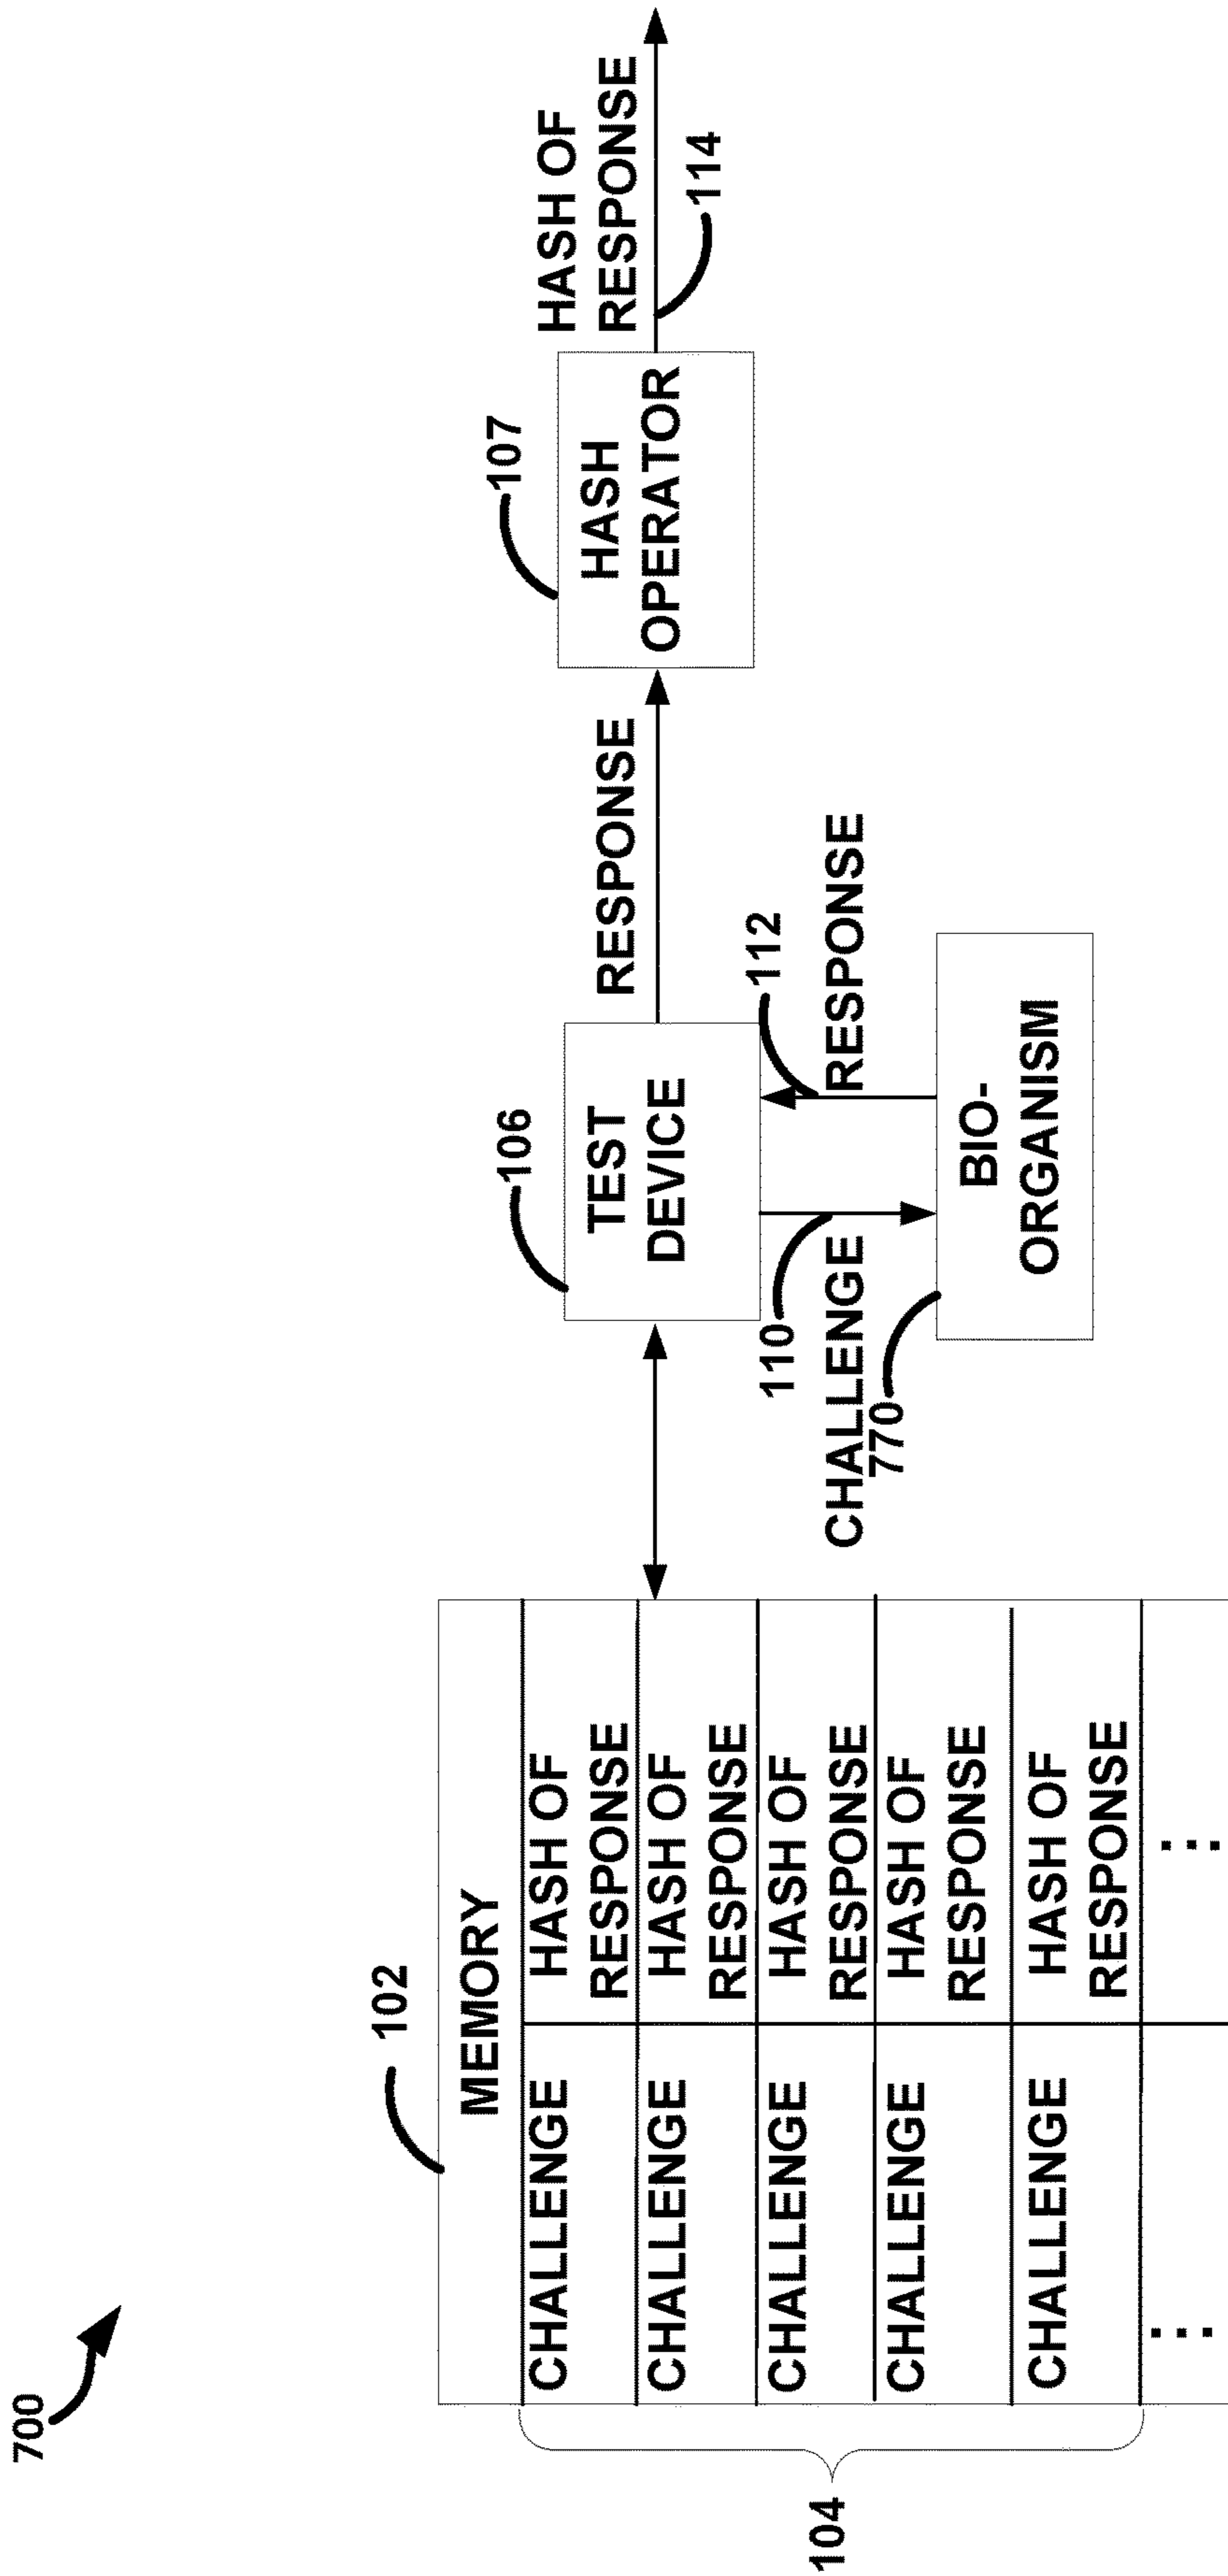 700
102
MEMORY
CHALLENGE
HASH OF
RESPONSE
CHALLENGE
HASH OF
RESPONSE
CHALLENGE
HASH OF
RESPONSE
CHALLENGE
HASH OF
RESPONSE
CHALLENGE
HASH OF
RESPONSE
...
...
104
106
TEST
DEVICE
110
CHALLENGE
112
RESPONSE
770
BIO-
ORGANISM
RESPONSE
107
HASH
OPERATOR
HASH OF
RESPONSE
114